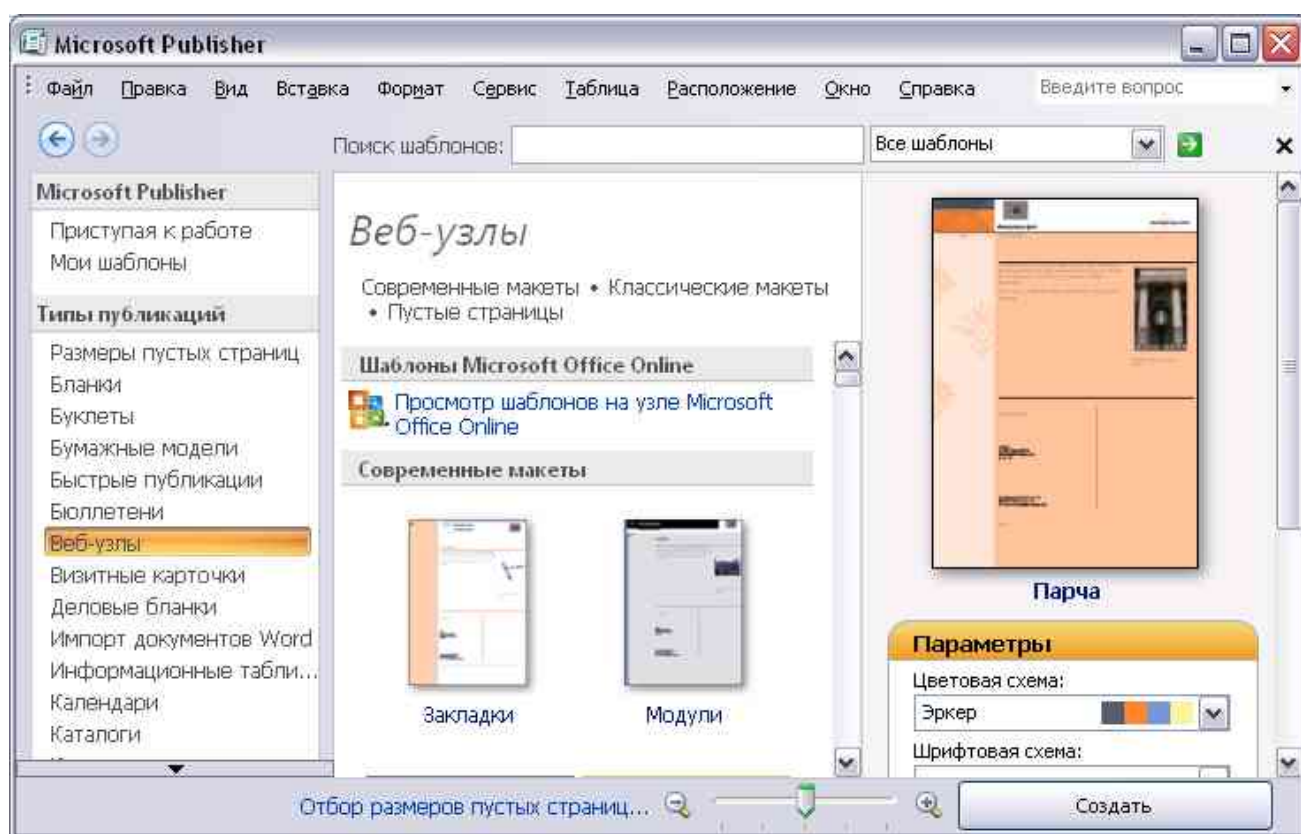 Microsoft Publisher
Файл Правка Вид Вставка Формат Сервис Таблица Расположение Окно Справка Введите вопрос
Поиск шаблонов: Все шаблоны
Microsoft Publisher
Приступая к работе
Мои шаблоны
Типы публикаций
Размеры пустых страниц
Бланки
Буклеты
Бумажные модели
Быстрые публикации
Бюллетени
Веб-узлы
Визитные карточки
Деловые бланки
Импорт документов Word
Информационные табли...
Календари
Каталоги
Веб-узлы
Современные макеты • Классические макеты
• Пустые страницы
Шаблоны Microsoft Office Online
Просмотр шаблонов на узле Microsoft
Office Online
Современные макеты
Закладки
Модули
Парча
Параметры
Цветовая схема:
Эркер
Шрифтовая схема:
Отбор размеров пустых страниц...
Создать